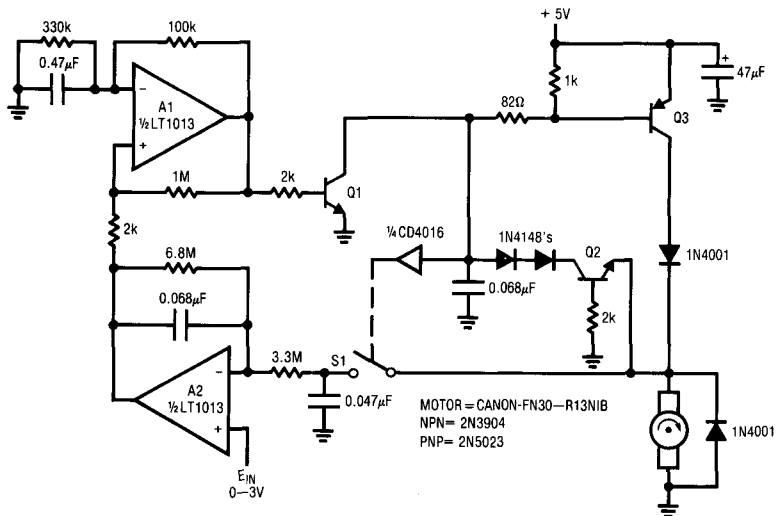 330k
0.47µF
100k
A1
½LT1013
−
+
1M
2k
2k
6.8M
0.068µF
A2
½LT1013
−
+
EIN
0–3V
3.3M
0.047µF
S1
Q1
¼CD4016
0.068µF
1N4148's
Q2
2k
82Ω
+ 5V
1k
Q3
+
47µF
1N4001
1N4001
MOTOR = CANON-FN30—R13NIB
NPN= 2N3904
PNP= 2N5023